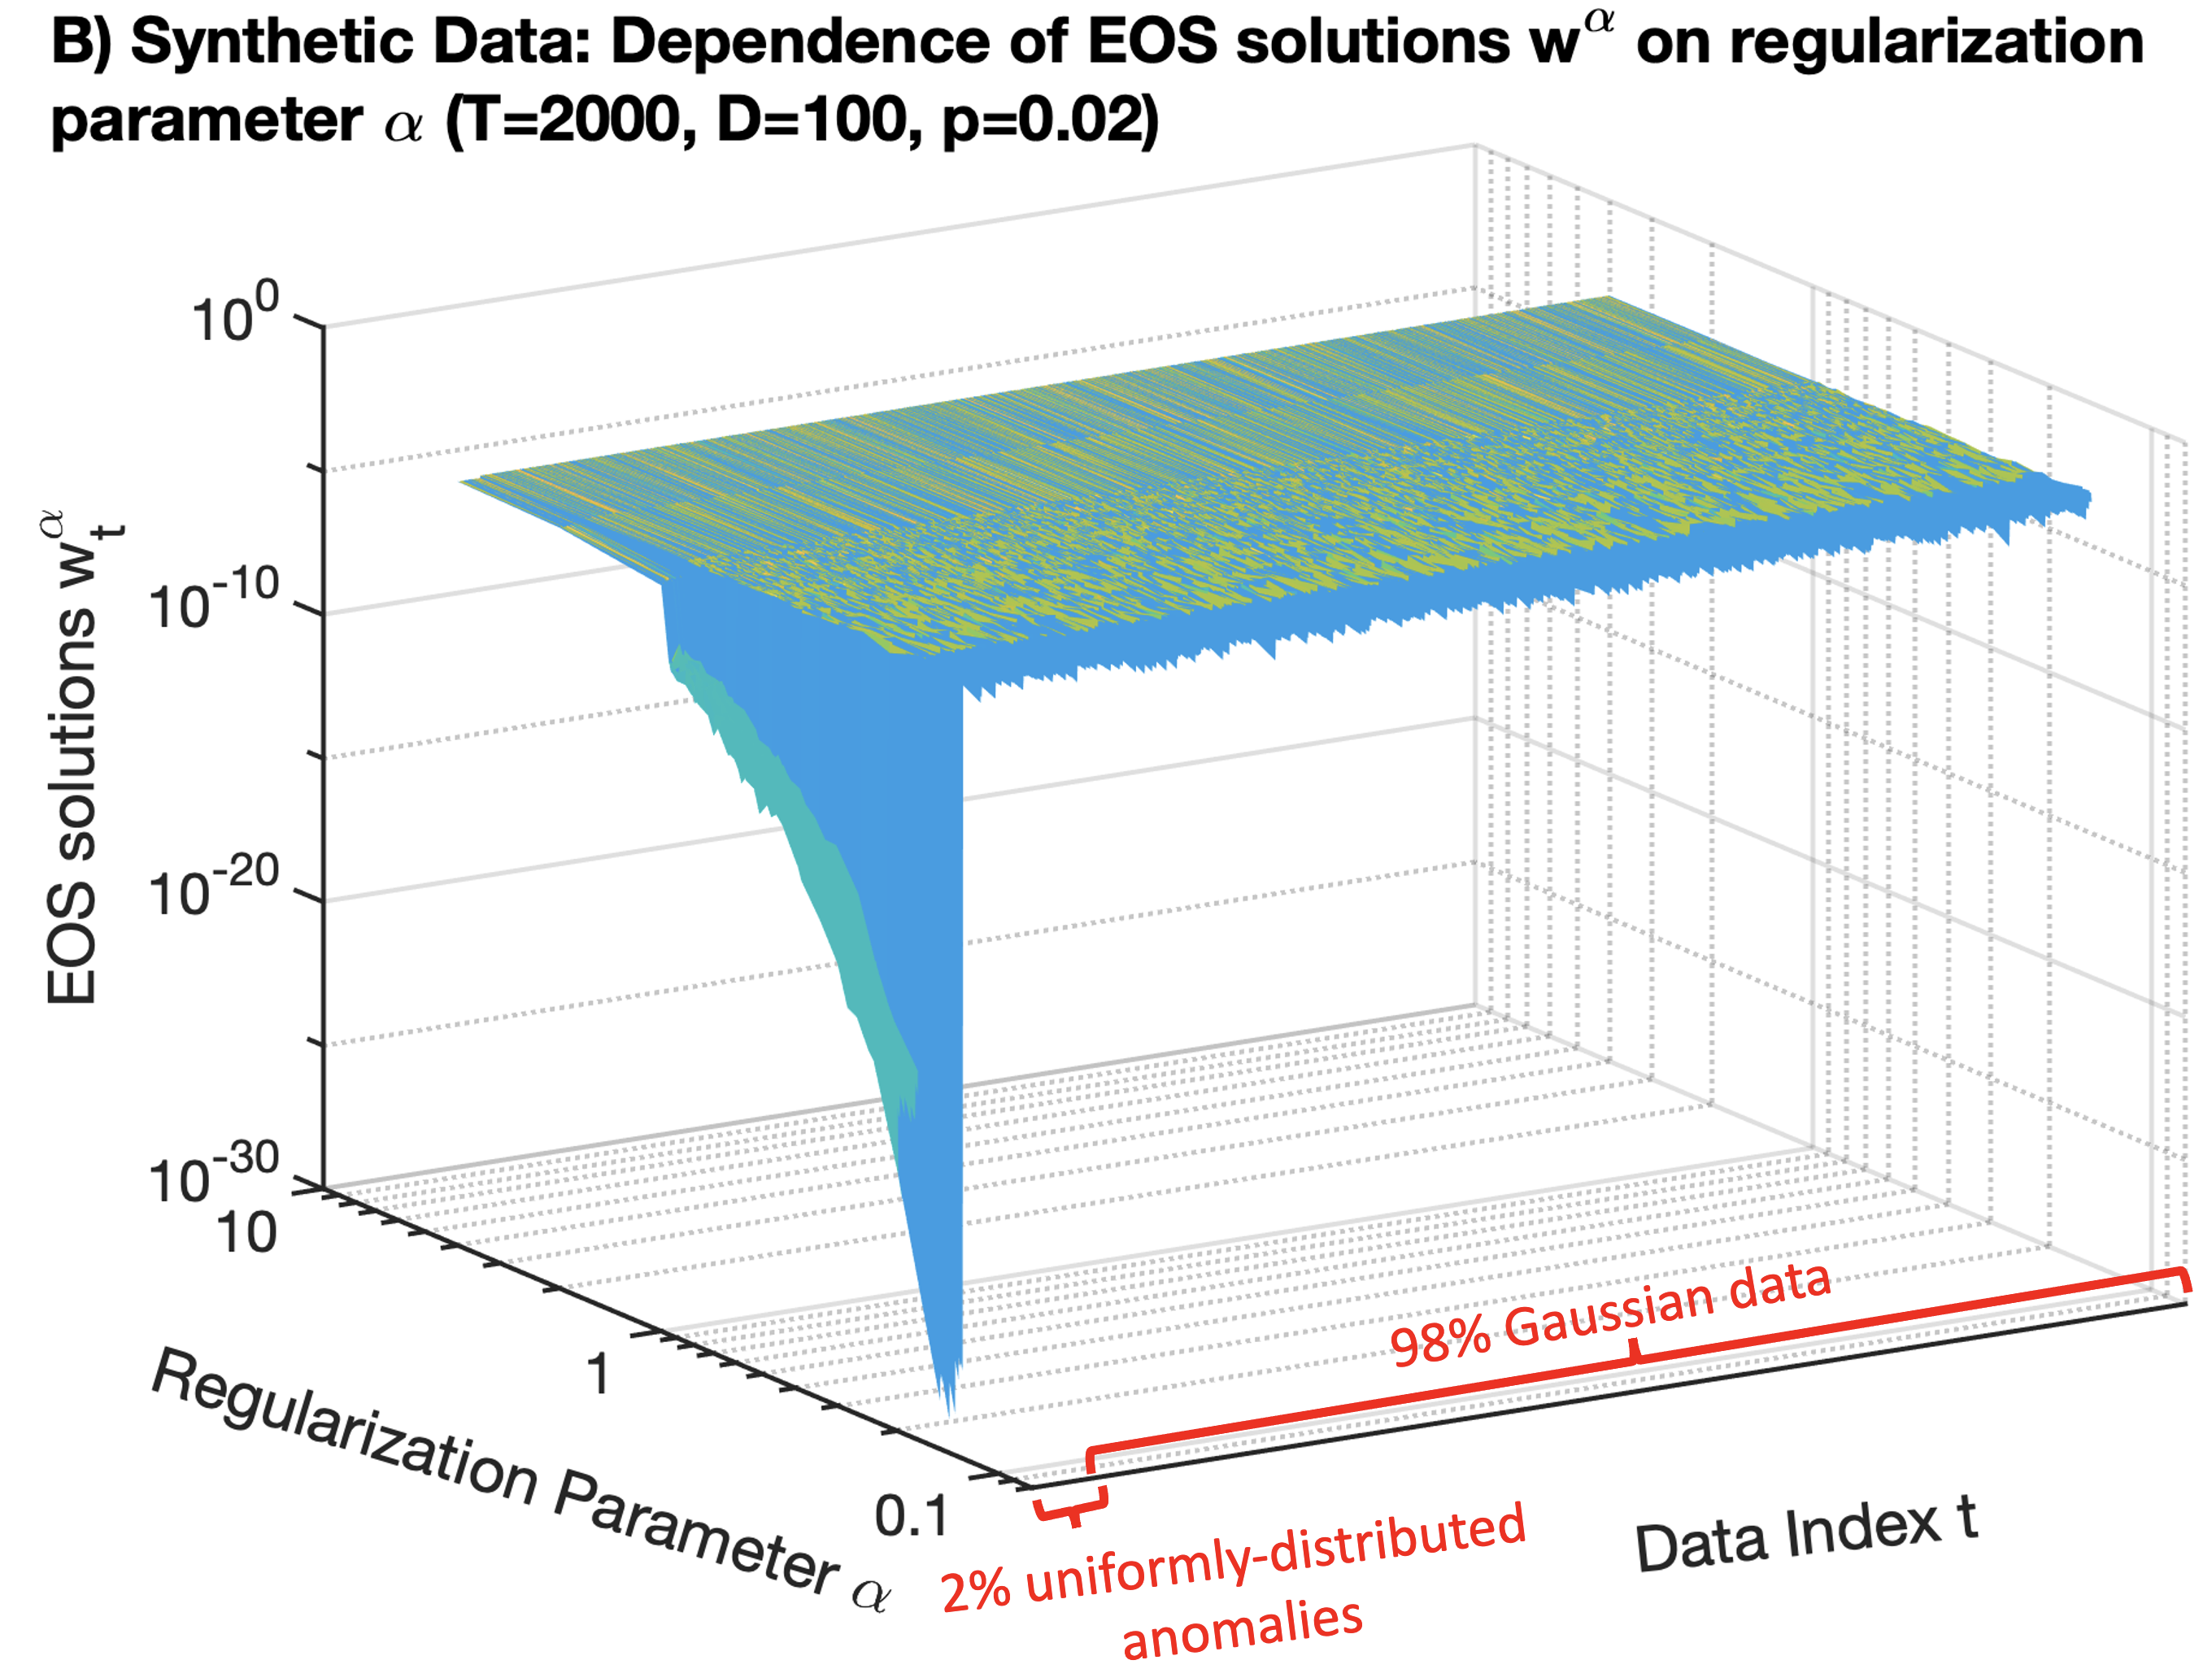 B) Synthetic Data: Dependence of EOS solutions w^α on regularization
parameter α (T=2000, D=100, p=0.02)
10^0
10^-10
10^-20
10^-30
EOS solutions w_t^α
10
1
0.1
Regularization Parameter α
98% Gaussian data
2% uniformly-distributed
anomalies
Data Index t